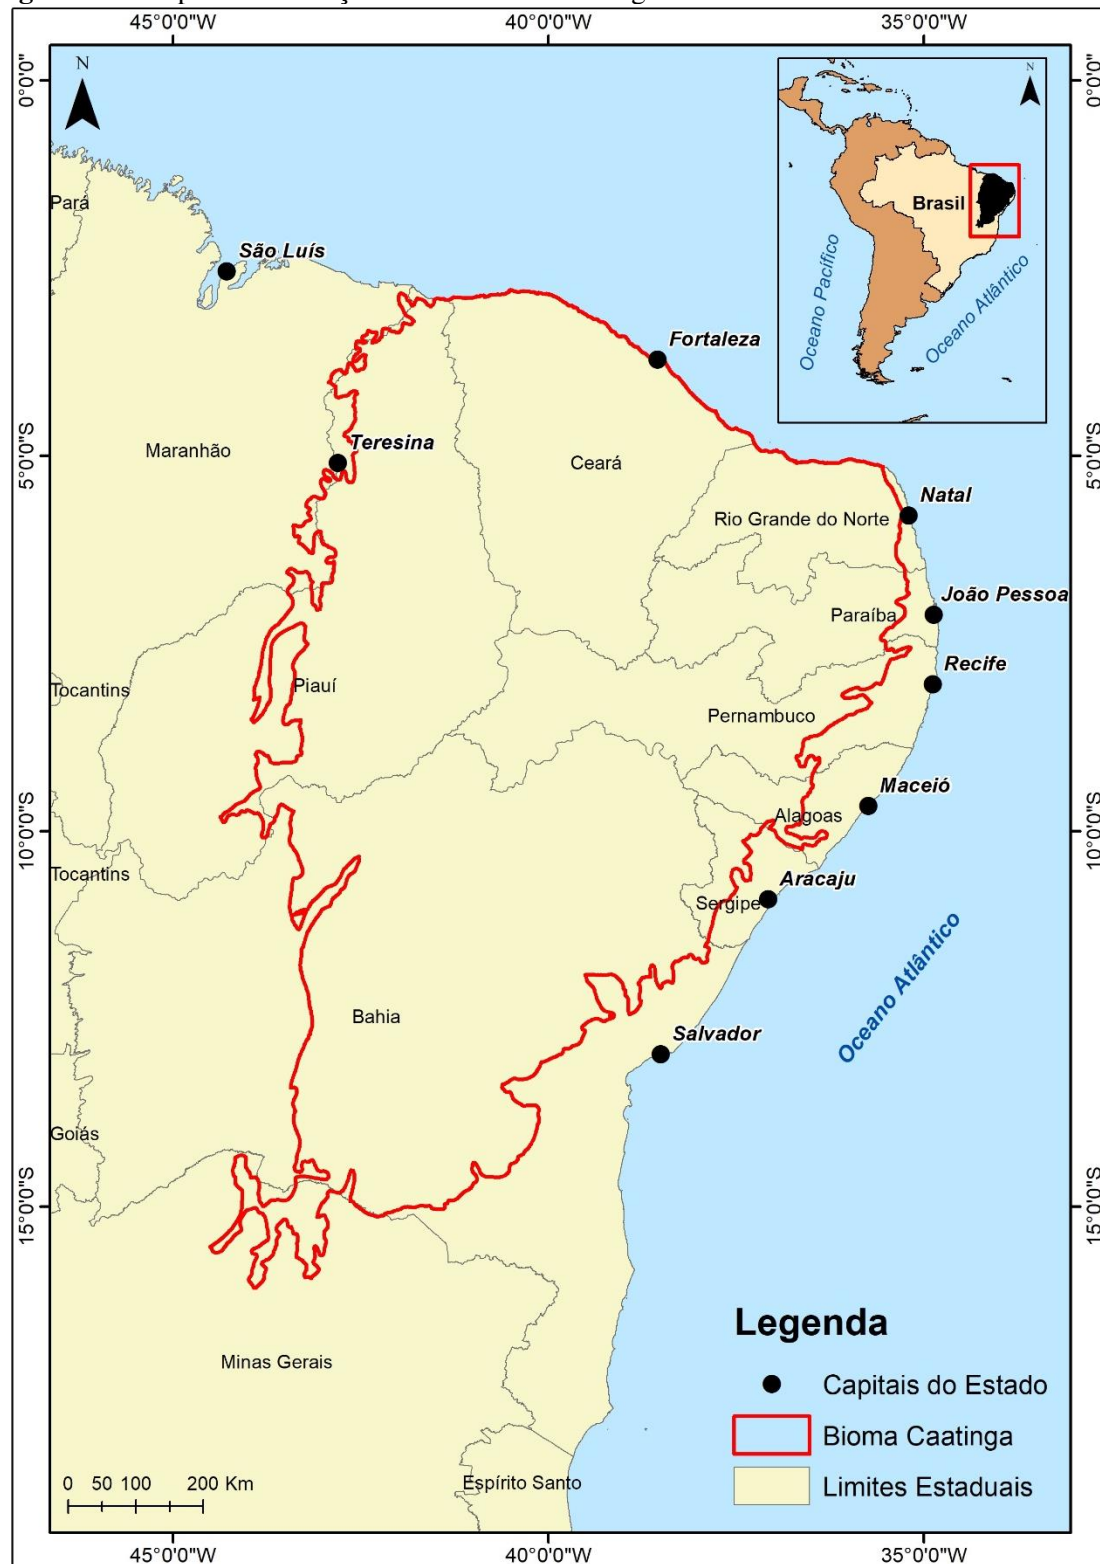 45°0'0"W 40°0'0"W 35°0'0"W
0°0'0"
0°0'0"
N
N
Brasil
Oceano Pacífico
Oceano Atlântico
Pará
São Luís
Fortaleza
Maranhão
Teresina
Ceará
5°0'0"S
5°0'0"S
Natal
Rio Grande do Norte
João Pessoa
Paraíba
Recife
Tocantins
Piauí
Pernambuco
Maceió
Alagoas
10°0'0"S
10°0'0"S
Tocantins
Aracaju
Sergipe
Oceano Atlântico
Bahia
Salvador
Goiás
15°0'0"S
15°0'0"S
Minas Gerais
Espírito Santo
Legenda
Capitais do Estado
Bioma Caatinga
Limites Estaduais
0 50 100 200 Km
45°0'0"W 40°0'0"W 35°0'0"W